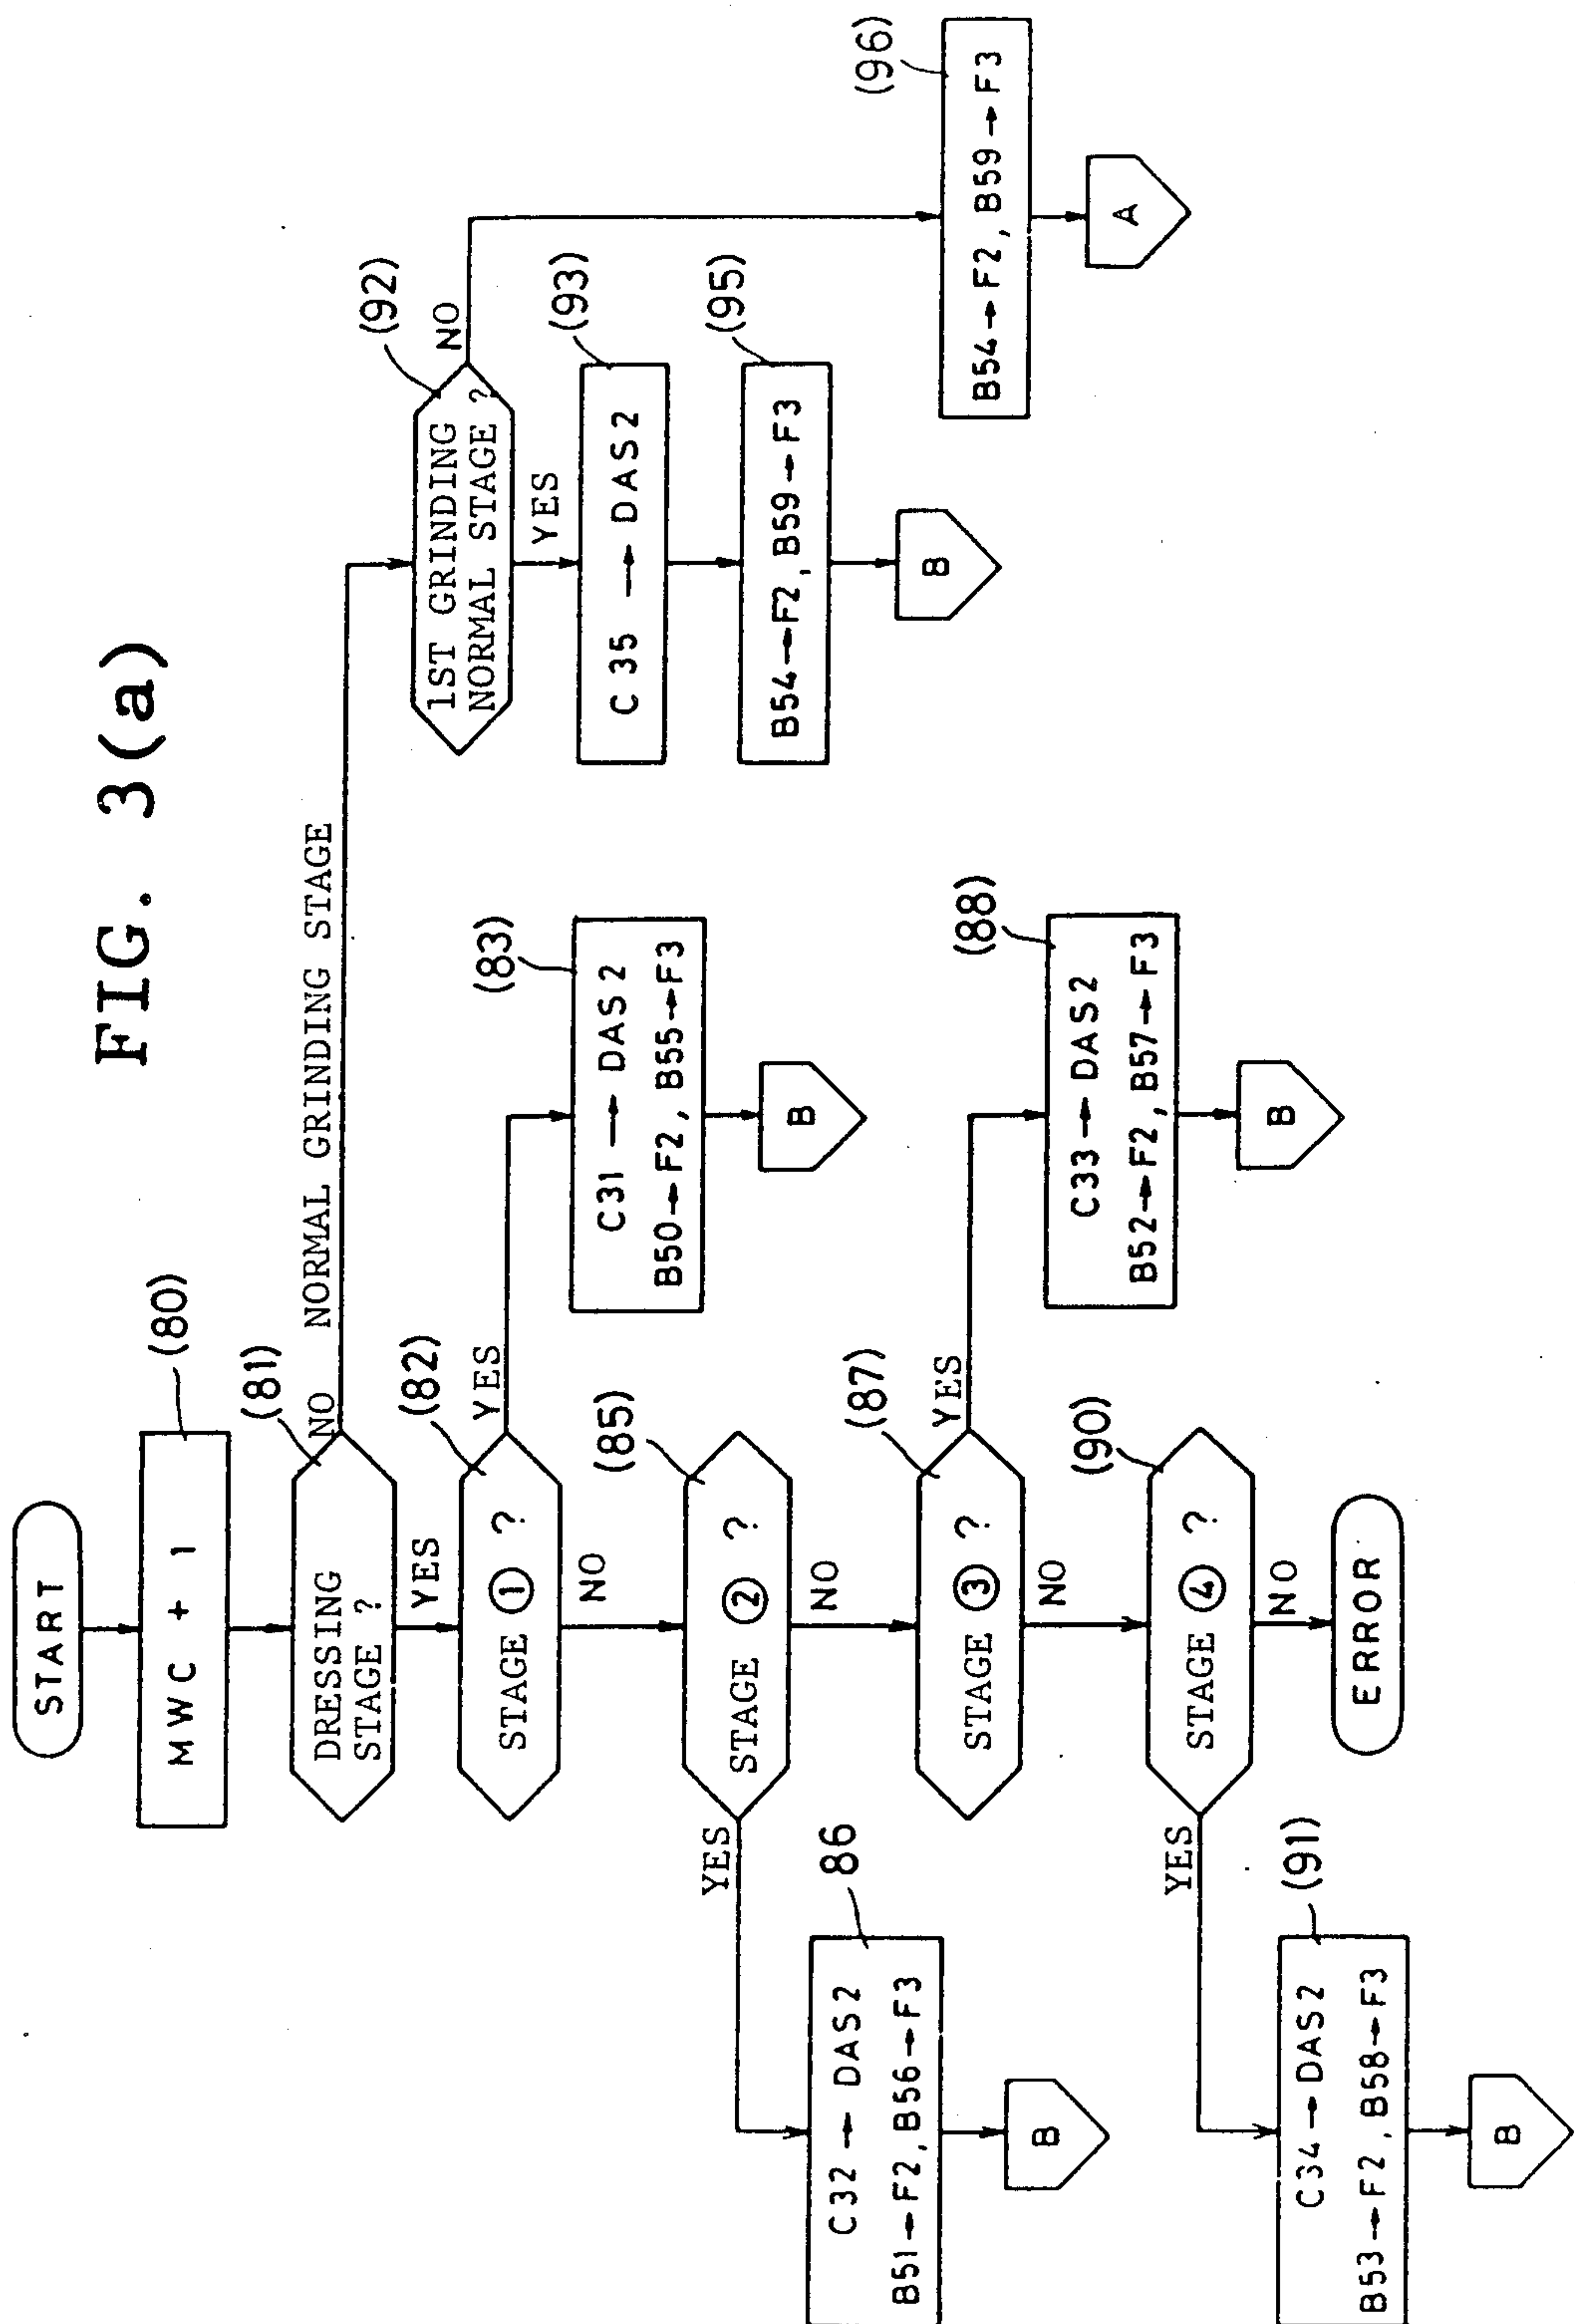 FIG. 3(a)
START
MWC + 1
(80)
DRESSING
STAGE ?
(81)
NO
NORMAL GRINDING STAGE
YES
STAGE ① ?
(82)
YES
NO
C31 → DAS2
B50→F2, B55→F3
(83)
B
STAGE ② ?
(85)
YES
NO
C32 → DAS2
B51→F2, B56→F3
86
B
STAGE ③ ?
(87)
YES
NO
C33 → DAS2
B52→F2, B57→F3
(88)
B
STAGE ④ ?
(90)
YES
NO
C34 → DAS2
B53→F2, B58→F3
(91)
B
ERROR
1ST GRINDING
NORMAL STAGE ?
(92)
NO
YES
C35 → DAS2
(93)
B54→F2, B59→F3
(95)
B
B54→F2, B59→F3
(96)
A